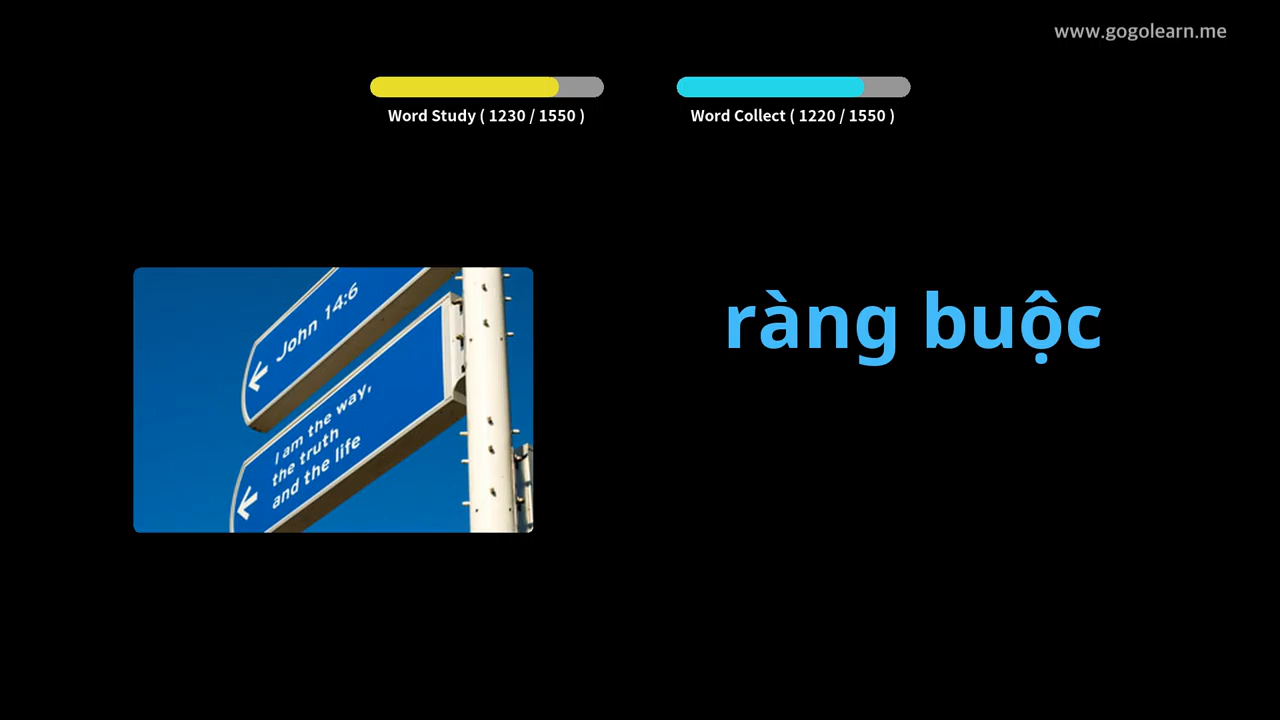 www.gogolearn.me
Word Study ( 1230 / 1550 )
Word Collect ( 1220 / 1550 )
John 14:6
I am the way,
the truth
and the life
ràng buộc